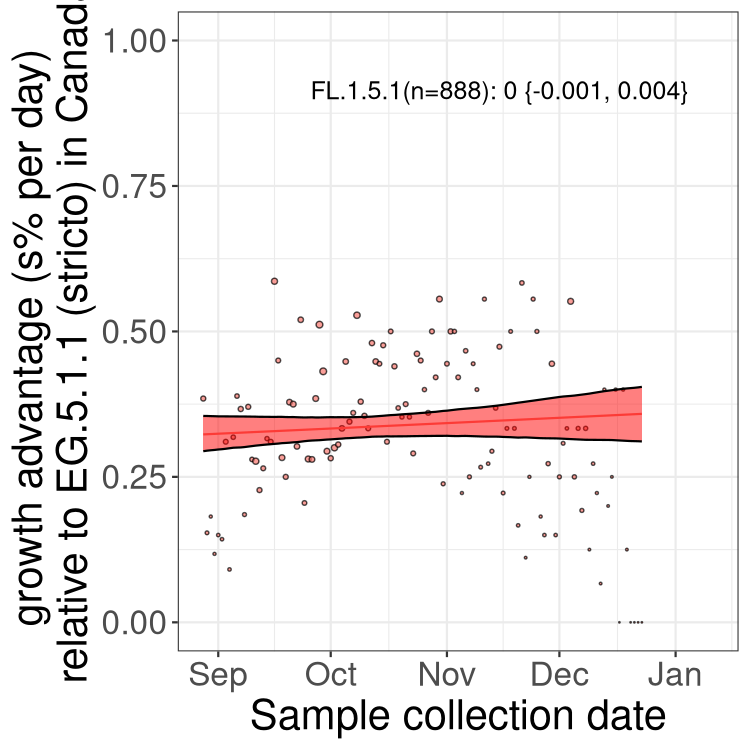 growth advantage (s% per day)
relative to EG.5.1.1 (stricto) in Canada
1.00
0.75
0.50
0.25
0.00
FL.1.5.1(n=888): 0 {-0.001, 0.004}
Sep Oct Nov Dec Jan
Sample collection date